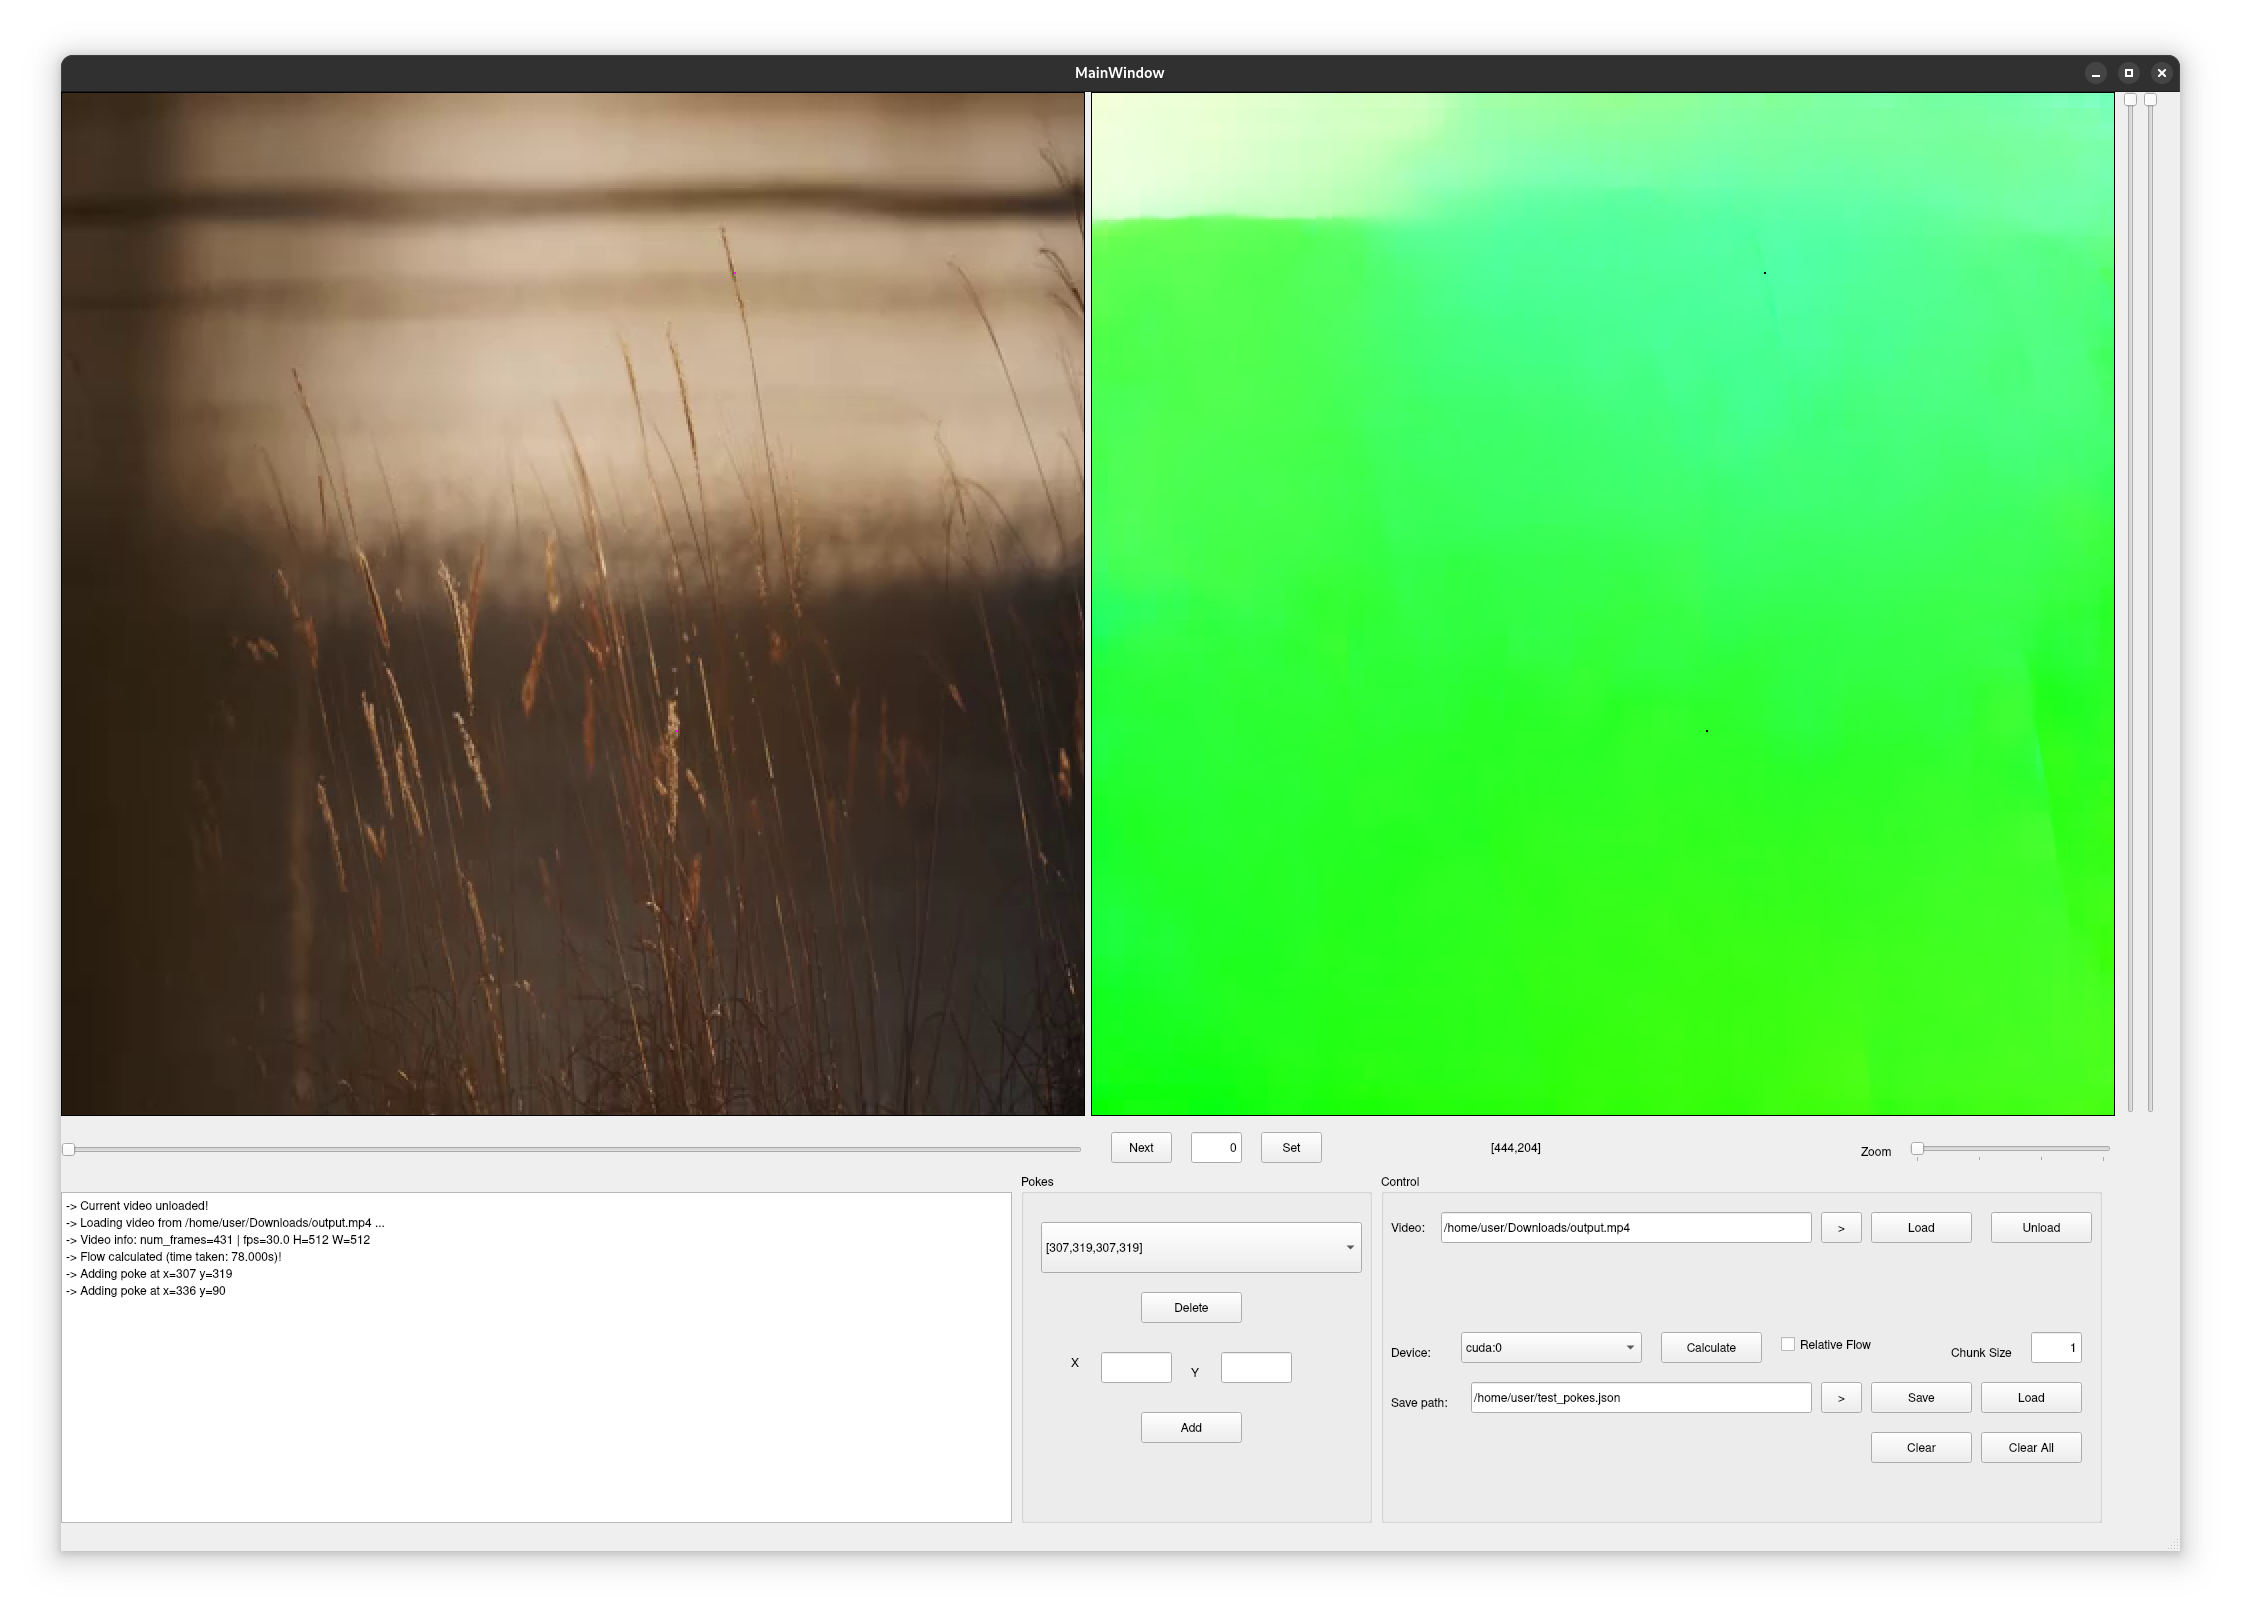 MainWindow
Next
0
Set
[444,204]
Zoom
-> Current video unloaded!
-> Loading video from /home/user/Downloads/output.mp4 ...
-> Video info: num_frames=431 | fps=30.0 H=512 W=512
-> Flow calculated (time taken: 78.000s)!
-> Adding poke at x=307 y=319
-> Adding poke at x=336 y=90
Pokes
[307,319,307,319]
Delete
X
Y
Add
Control
Video: /home/user/Downloads/output.mp4 > Load Unload
Device: cuda:0 Calculate Relative Flow Chunk Size 1
Save path: /home/user/test_pokes.json > Save Load
Clear Clear All